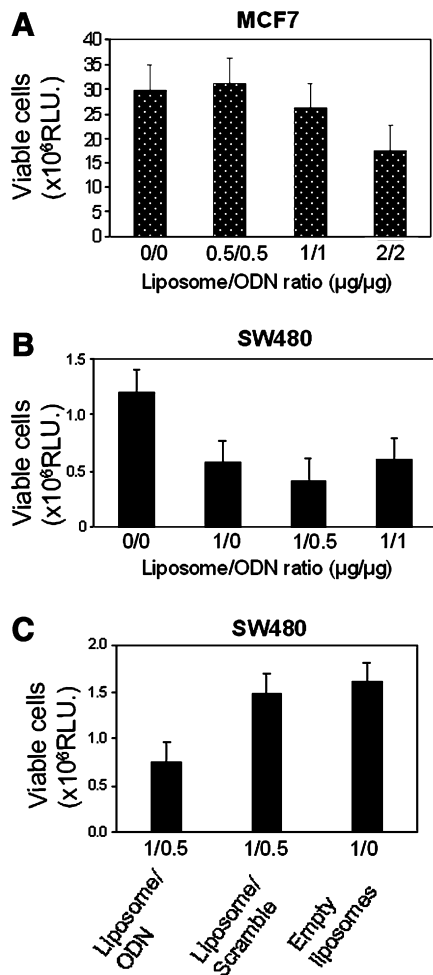 A
MCF7
Viable cells
(x10⁶RLU.)
40
35
30
25
20
15
10
5
0
0/0 0.5/0.5 1/1 2/2
Liposome/ODN ratio (µg/µg)
B
SW480
Viable cells
(x10⁶RLU.)
1.5
1.0
0.5
0
0/0 1/0 1/0.5 1/1
Liposome/ODN ratio (µg/µg)
C
SW480
Viable cells
(x10⁶RLU.)
2.0
1.5
1.0
0.5
0.0
1/0.5 1/0.5 1/0
Liposome/
ODN
Liposome/
Scramble
Empty
liposomes